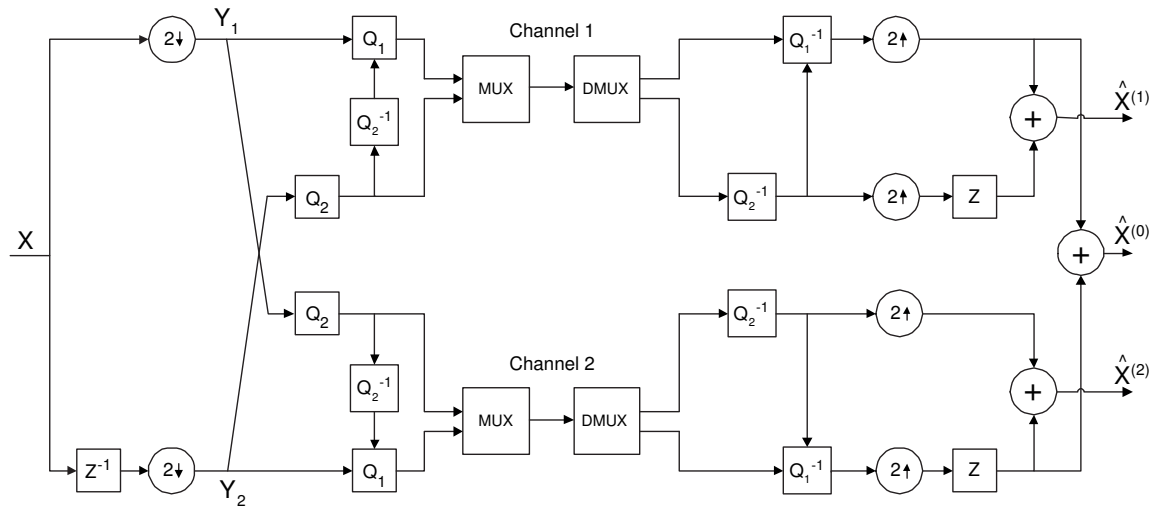 X
2↓
Y₁
Q₁
Q₂⁻¹
Q₂
Channel 1
MUX
DMUX
Q₁⁻¹
2↑
Q₂⁻¹
2↑
Z
+
X̂⁽¹⁾
+
X̂⁽⁰⁾
Z⁻¹
2↓
Y₂
Q₂
Q₂⁻¹
Q₁
Channel 2
MUX
DMUX
Q₂⁻¹
2↑
Q₁⁻¹
2↑
Z
+
X̂⁽²⁾